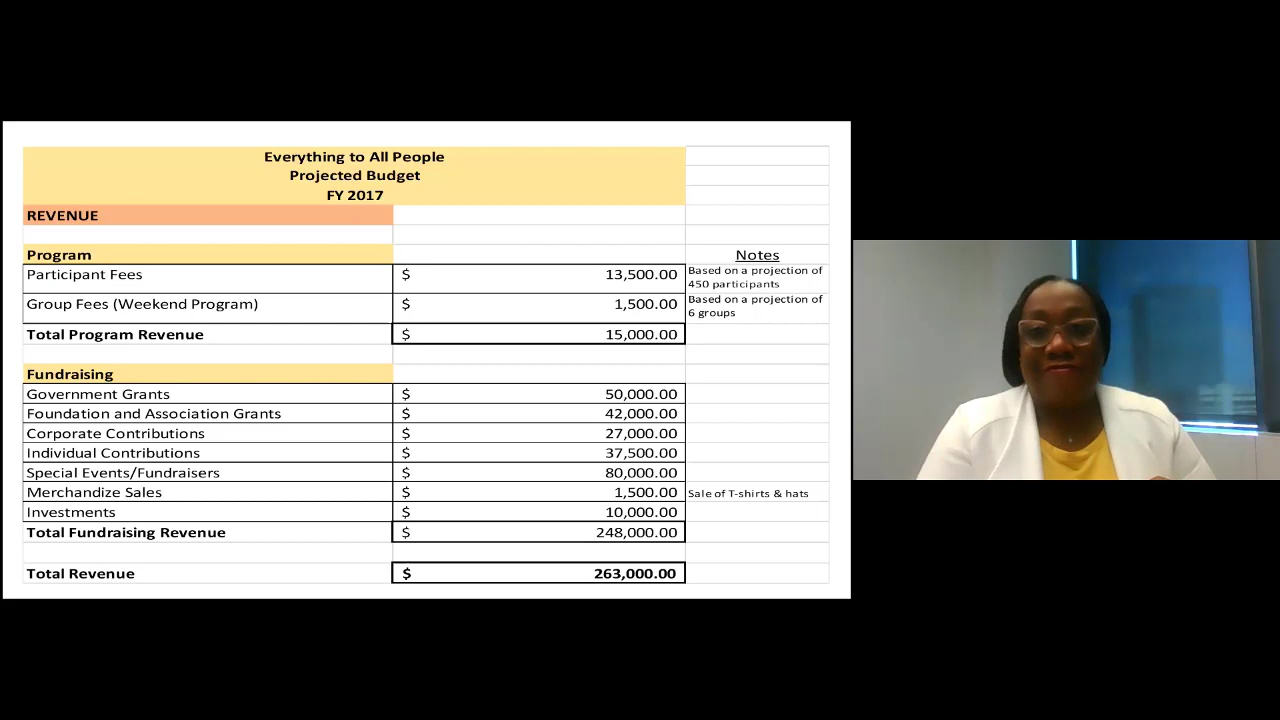 Everything to All People
Projected Budget
FY 2017
REVENUE
Program Notes
Participant Fees $ 13,500.00 Based on a projection of
450 participants
Group Fees (Weekend Program) $ 1,500.00 Based on a projection of
6 groups
Total Program Revenue $ 15,000.00
Fundraising
Government Grants $ 50,000.00
Foundation and Association Grants $ 42,000.00
Corporate Contributions $ 27,000.00
Individual Contributions $ 37,500.00
Special Events/Fundraisers $ 80,000.00
Merchandize Sales $ 1,500.00 Sale of T-shirts & hats
Investments $ 10,000.00
Total Fundraising Revenue $ 248,000.00
Total Revenue $ 263,000.00